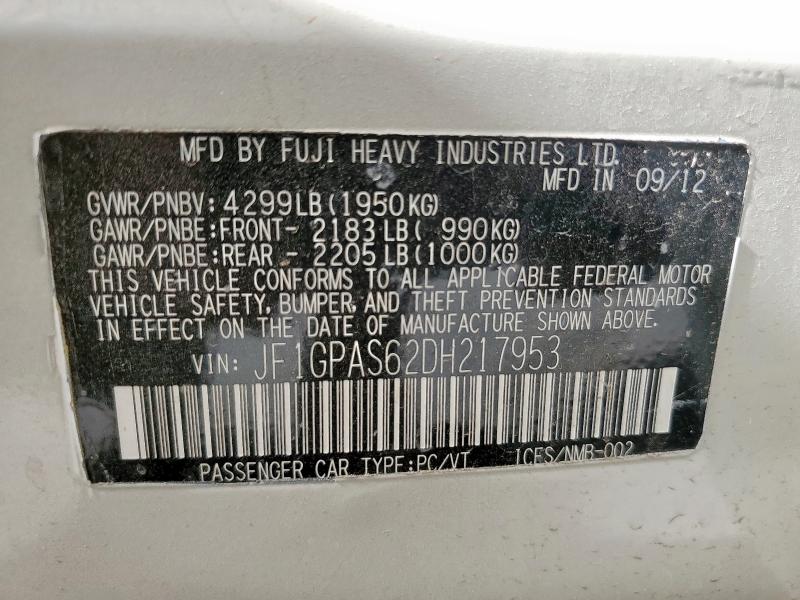 MFD BY FUJI HEAVY INDUSTRIES LTD.
MFD IN 09/12
GVWR/PNBV: 4299LB (1950KG)
GAWR/PNBE: FRONT- 2183LB ( 990KG)
GAWR/PNBE: REAR - 2205LB (1000KG)
THIS VEHICLE CONFORMS TO ALL APPLICABLE FEDERAL MOTOR
VEHICLE SAFETY, BUMPER, AND THEFT PREVENTION STANDARDS
IN EFFECT ON THE DATE OF MANUFACTURE SHOWN ABOVE.
VIN: JF1GPAS62DH217953
PASSENGER CAR TYPE:PC/VT ICES/NMB-002